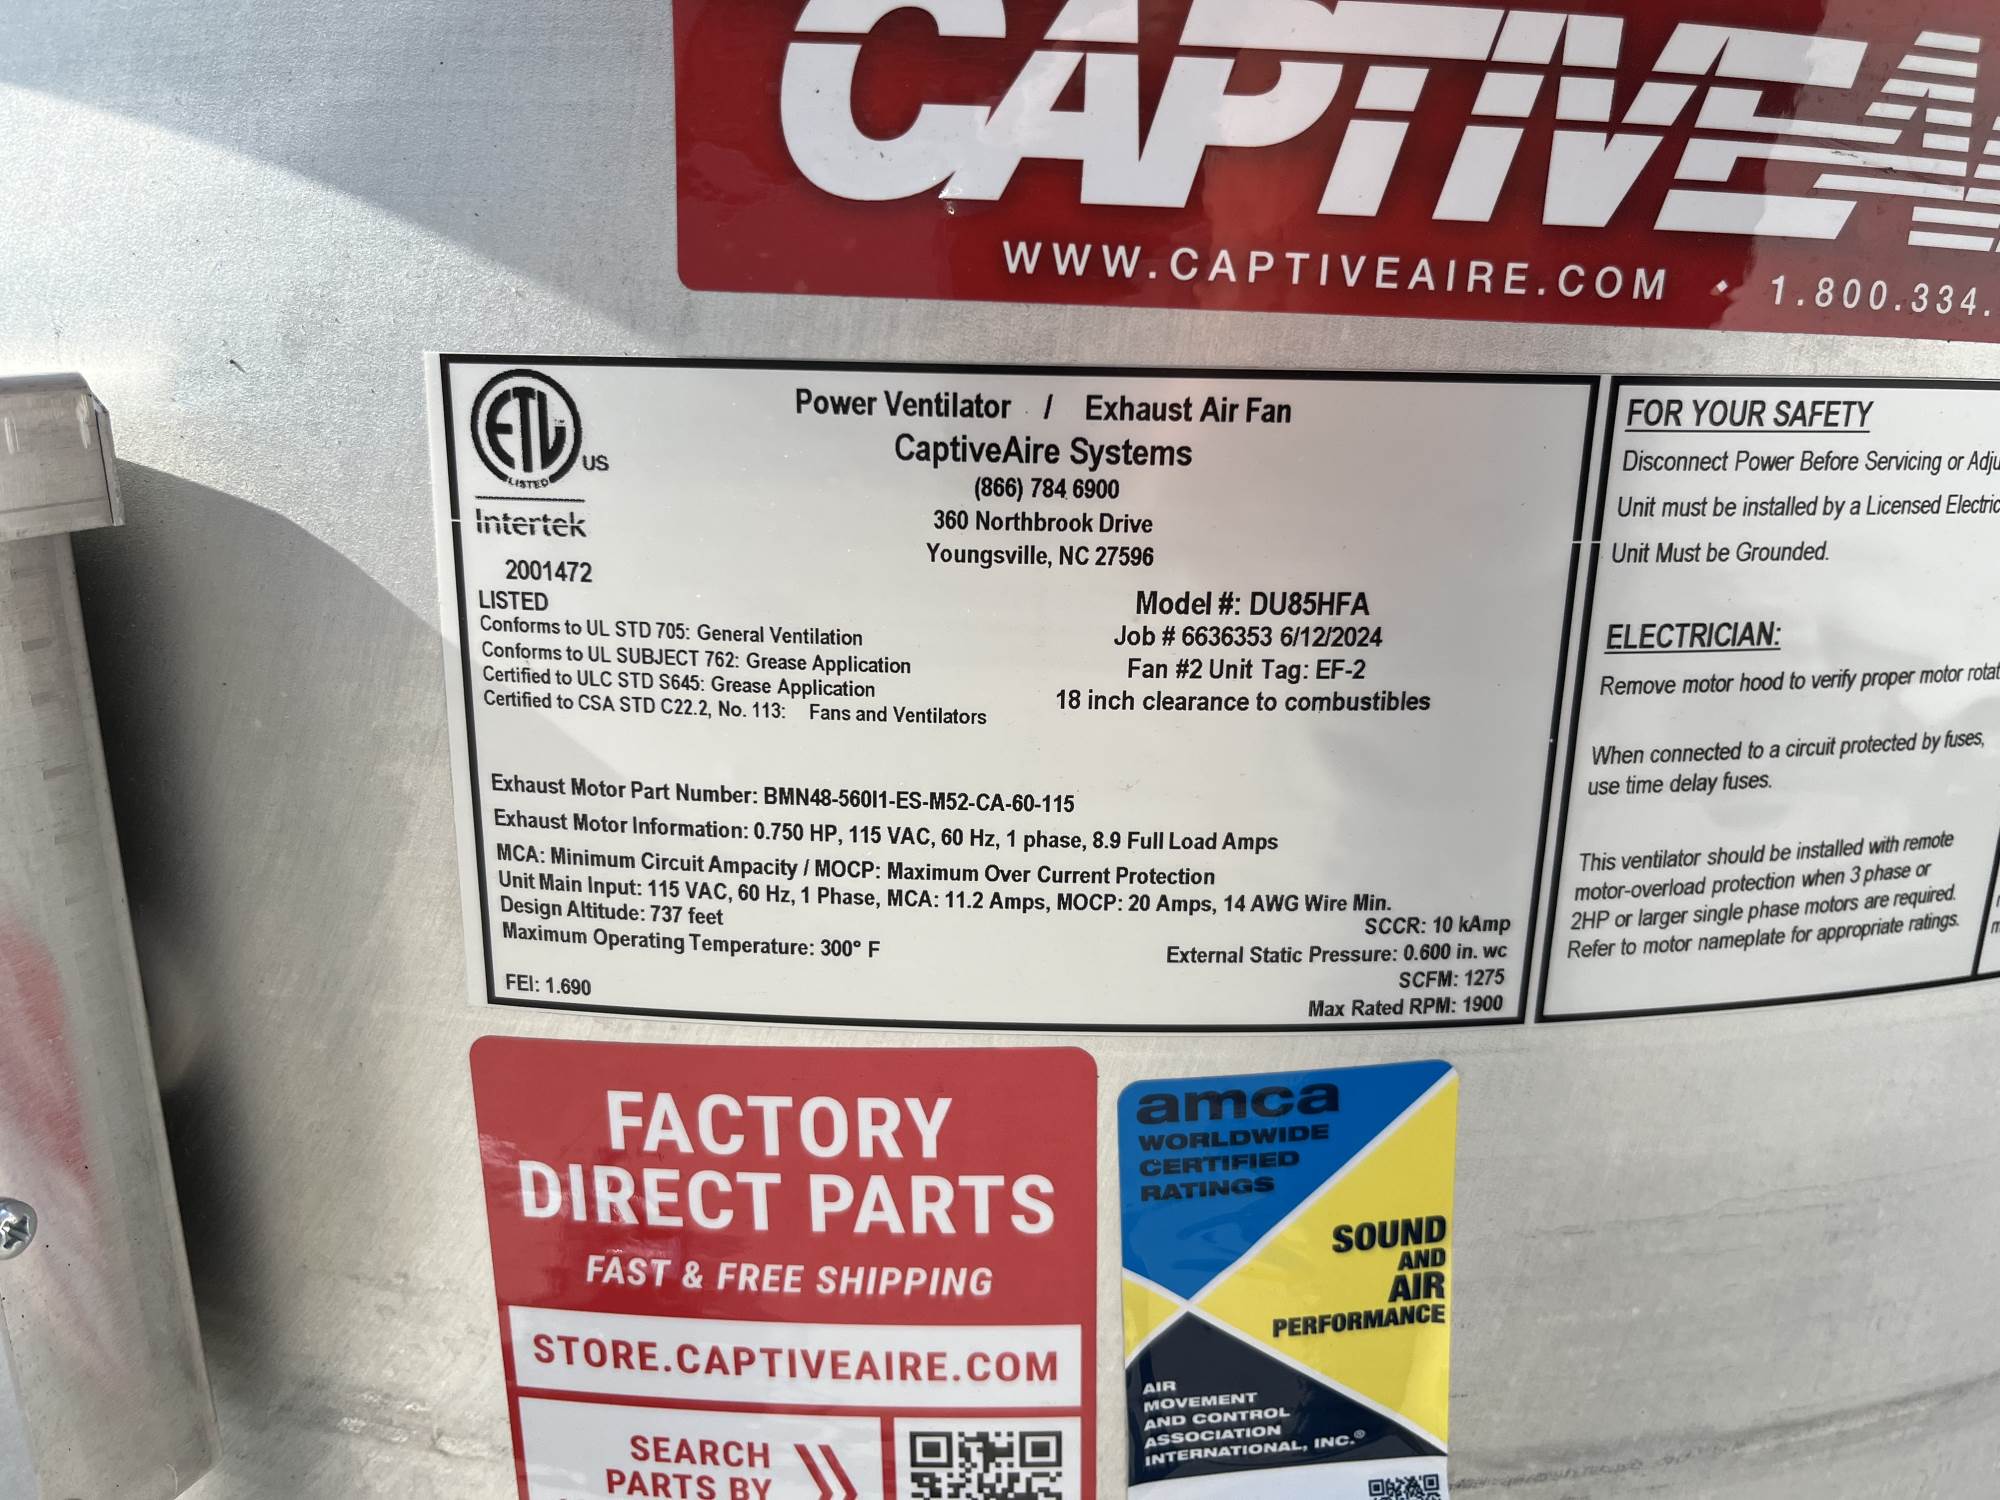 CAPTIVEA
WWW.CAPTIVEAIRE.COM • 1.800.334.
ETL LISTED US
Intertek
2001472
LISTED
Conforms to UL STD 705: General Ventilation
Conforms to UL SUBJECT 762: Grease Application
Certified to ULC STD S645: Grease Application
Certified to CSA STD C22.2, No. 113: Fans and Ventilators
Power Ventilator / Exhaust Air Fan
CaptiveAire Systems
(866) 784 6900
360 Northbrook Drive
Youngsville, NC 27596
Model #: DU85HFA
Job # 6636353 6/12/2024
Fan #2 Unit Tag: EF-2
18 inch clearance to combustibles
Exhaust Motor Part Number: BMN48-560I1-ES-M52-CA-60-115
Exhaust Motor Information: 0.750 HP, 115 VAC, 60 Hz, 1 phase, 8.9 Full Load Amps
MCA: Minimum Circuit Ampacity / MOCP: Maximum Over Current Protection
Unit Main Input: 115 VAC, 60 Hz, 1 Phase, MCA: 11.2 Amps, MOCP: 20 Amps, 14 AWG Wire Min.
Design Altitude: 737 feet
SCCR: 10 kAmp
Maximum Operating Temperature: 300° F
External Static Pressure: 0.600 in. wc
SCFM: 1275
FEI: 1.690
Max Rated RPM: 1900
FOR YOUR SAFETY
Disconnect Power Before Servicing or Adju
Unit must be installed by a Licensed Electric
Unit Must be Grounded.
ELECTRICIAN:
Remove motor hood to verify proper motor rotat
When connected to a circuit protected by fuses,
use time delay fuses.
This ventilator should be installed with remote
motor-overload protection when 3 phase or
2HP or larger single phase motors are required.
Refer to motor nameplate for appropriate ratings.
FACTORY
DIRECT PARTS
FAST & FREE SHIPPING
STORE.CAPTIVEAIRE.COM
SEARCH
PARTS BY
amca
WORLDWIDE
CERTIFIED
RATINGS
SOUND
AND
AIR
PERFORMANCE
AIR
MOVEMENT
AND CONTROL
ASSOCIATION
INTERNATIONAL, INC.®